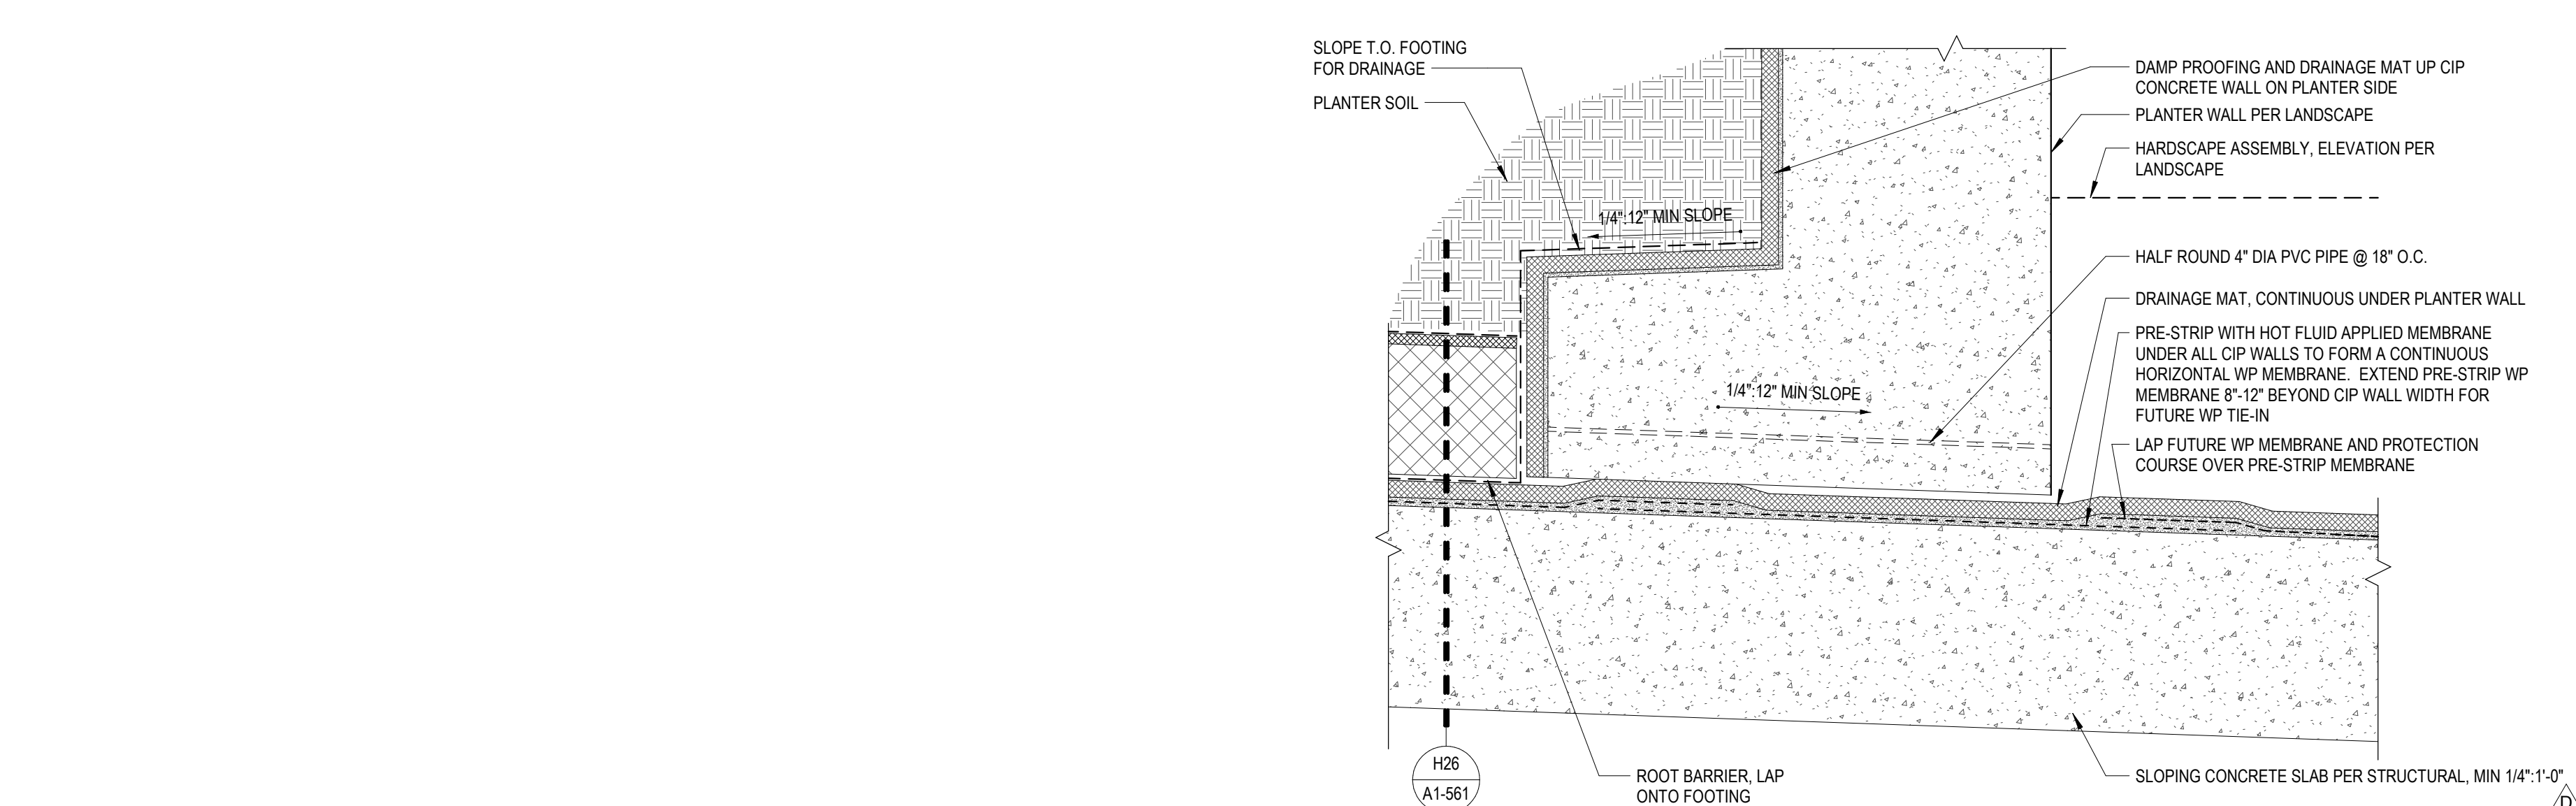 SLOPE T.O. FOOTING
FOR DRAINAGE
PLANTER SOIL
1/4":12" MIN SLOPE
1/4":12" MIN SLOPE
DAMP PROOFING AND DRAINAGE MAT UP CIP
CONCRETE WALL ON PLANTER SIDE
PLANTER WALL PER LANDSCAPE
HARDSCAPE ASSEMBLY, ELEVATION PER
LANDSCAPE
HALF ROUND 4" DIA PVC PIPE @ 18" O.C.
DRAINAGE MAT, CONTINUOUS UNDER PLANTER WALL
PRE-STRIP WITH HOT FLUID APPLIED MEMBRANE
UNDER ALL CIP WALLS TO FORM A CONTINUOUS
HORIZONTAL WP MEMBRANE. EXTEND PRE-STRIP WP
MEMBRANE 8"-12" BEYOND CIP WALL WIDTH FOR
FUTURE WP TIE-IN
LAP FUTURE WP MEMBRANE AND PROTECTION
COURSE OVER PRE-STRIP MEMBRANE
H26
A1-561
ROOT BARRIER, LAP
ONTO FOOTING
SLOPING CONCRETE SLAB PER STRUCTURAL, MIN 1/4":1'-0"